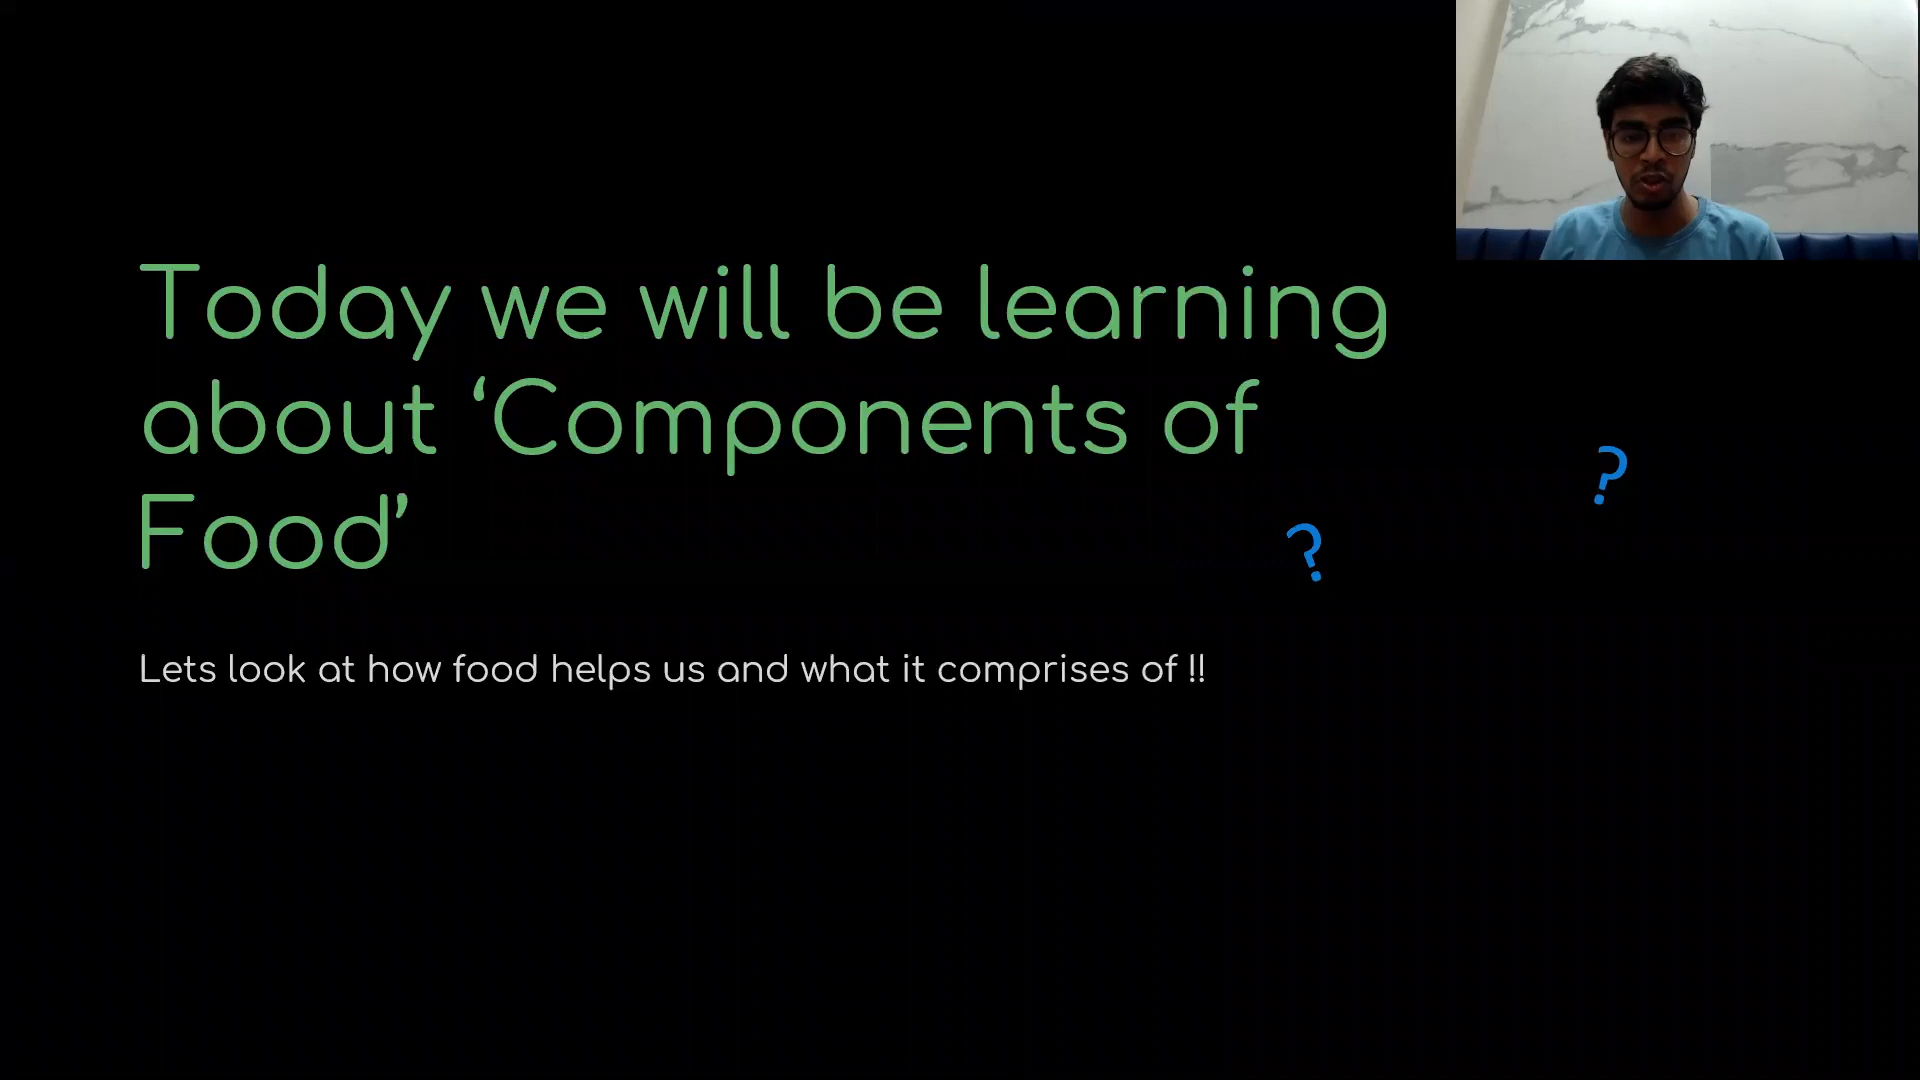 Today we will be learning
about ‘Components of
Food’
?
?
Lets look at how food helps us and what it comprises of !!